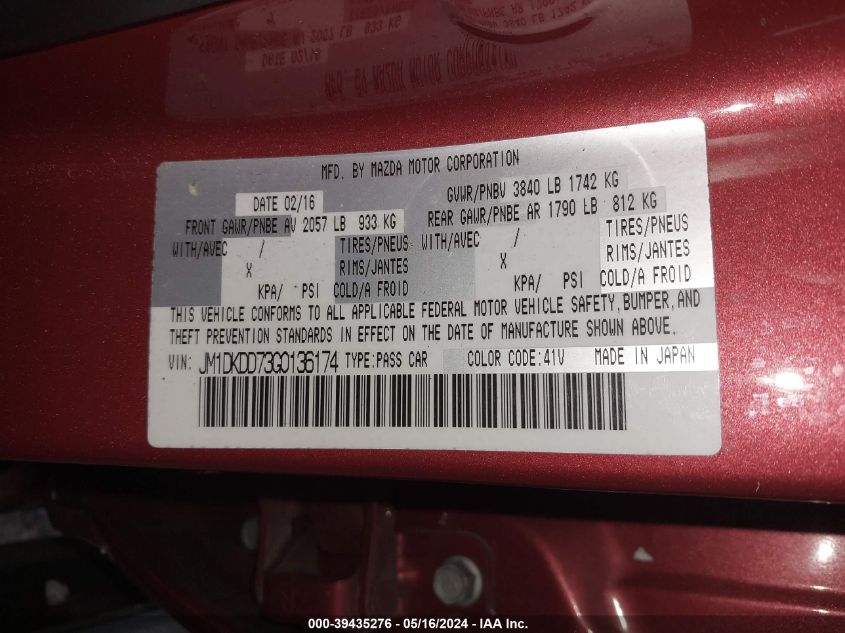 MFD. BY MAZDA MOTOR CORPORATION
DATE 02/16 GVWR/PNBV 3840 LB 1742 KG
FRONT GAWR/PNBE AV 2057 LB 933 KG REAR GAWR/PNBE AR 1790 LB 812 KG
WITH/AVEC / TIRES/PNEUS WITH/AVEC / TIRES/PNEUS
X RIMS/JANTES X RIMS/JANTES
KPA/ PSI COLD/A FROID KPA/ PSI COLD/A FROID
THIS VEHICLE CONFORMS TO ALL APPLICABLE FEDERAL MOTOR VEHICLE SAFETY, BUMPER, AND
THEFT PREVENTION STANDARDS IN EFFECT ON THE DATE OF MANUFACTURE SHOWN ABOVE.
VIN: JM1DKDD73G0136174 TYPE:PASS CAR COLOR CODE:41V MADE IN JAPAN
000-39435276 - 05/16/2024 - IAA Inc.